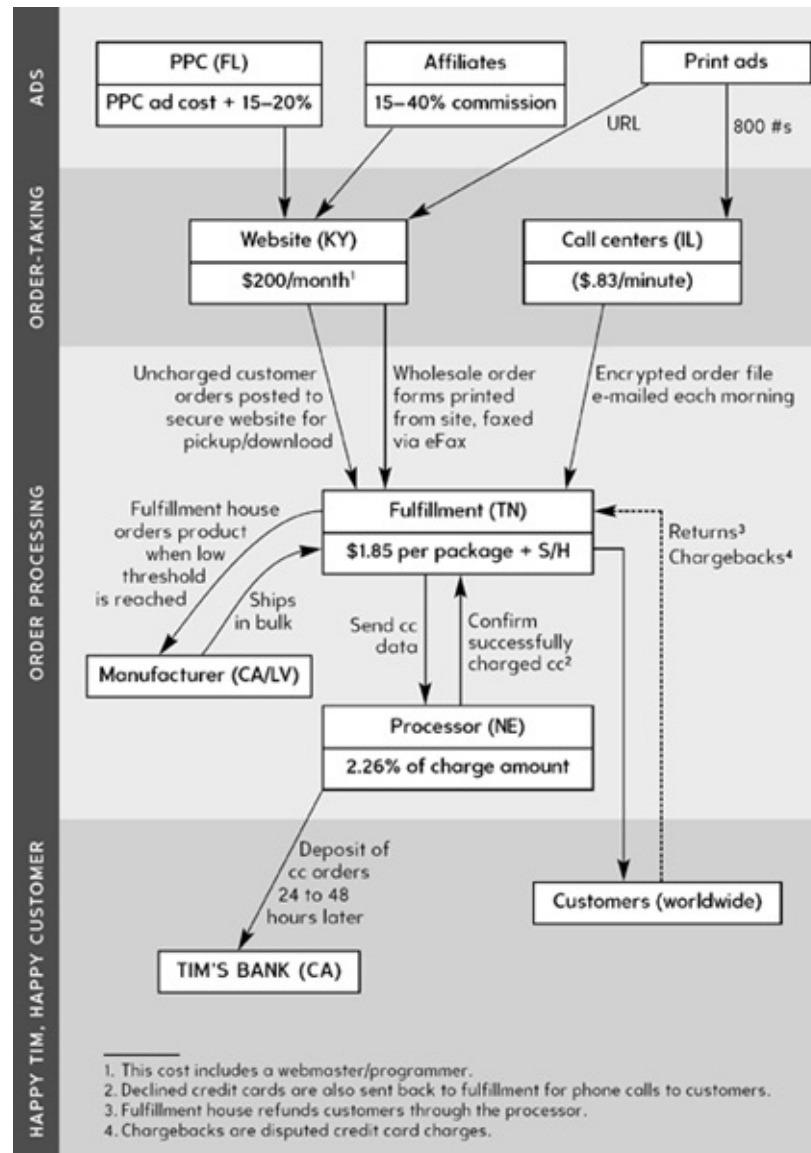 ADS
PPC (FL)
PPC ad cost + 15–20%
Affiliates
15–40% commission
Print ads
URL
800 #s
ORDER-TAKING
Website (KY)
$200/month¹
Call centers (IL)
($.83/minute)
ORDER PROCESSING
Uncharged customer
orders posted to
secure website for
pickup/download
Wholesale order
forms printed
from site, faxed
via eFax
Encrypted order file
e-mailed each morning
Fulfillment (TN)
$1.85 per package + S/H
Fulfillment house
orders product
when low
threshold
is reached
Ships
in bulk
Returns³
Chargebacks⁴
Send cc
data
Confirm
successfully
charged cc²
Manufacturer (CA/LV)
Processor (NE)
2.26% of charge amount
HAPPY TIM, HAPPY CUSTOMER
Deposit of
cc orders
24 to 48
hours later
Customers (worldwide)
TIM'S BANK (CA)
1. This cost includes a webmaster/programmer.
2. Declined credit cards are also sent back to fulfillment for phone calls to customers.
3. Fulfillment house refunds customers through the processor.
4. Chargebacks are disputed credit card charges.